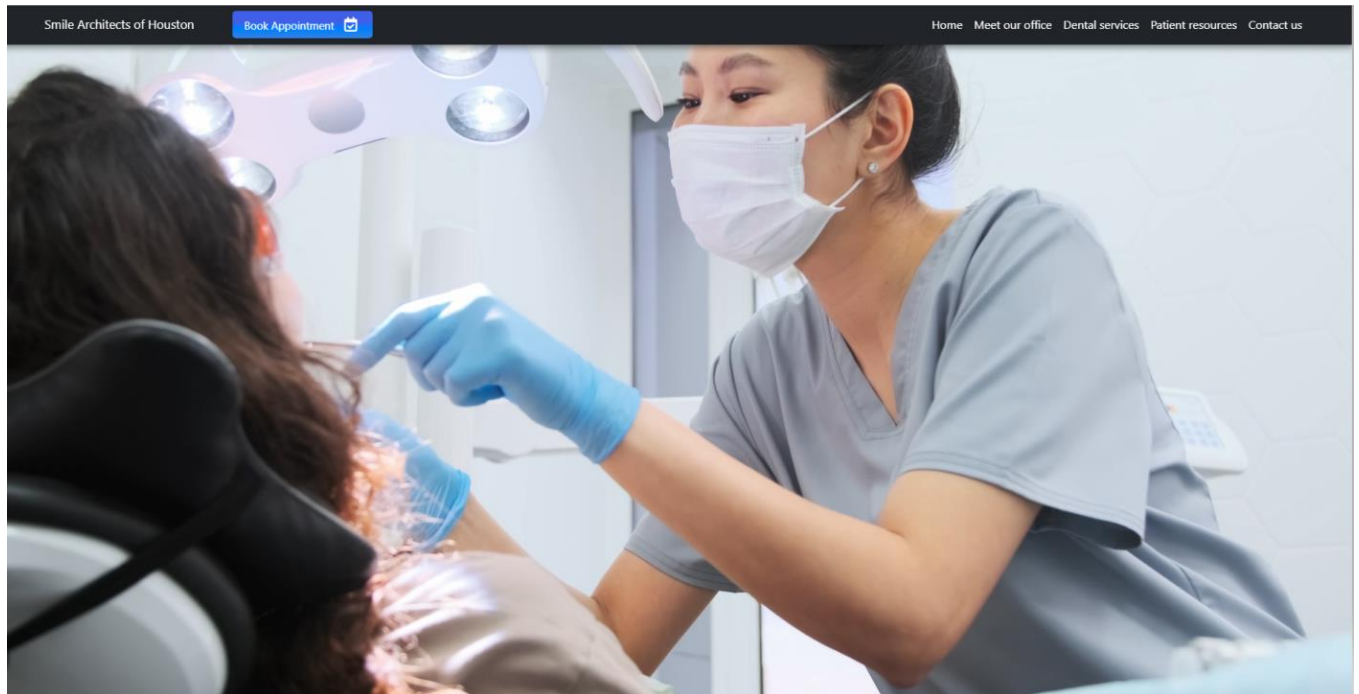 Smile Architects of Houston
Book Appointment
Home Meet our office Dental services Patient resources Contact us